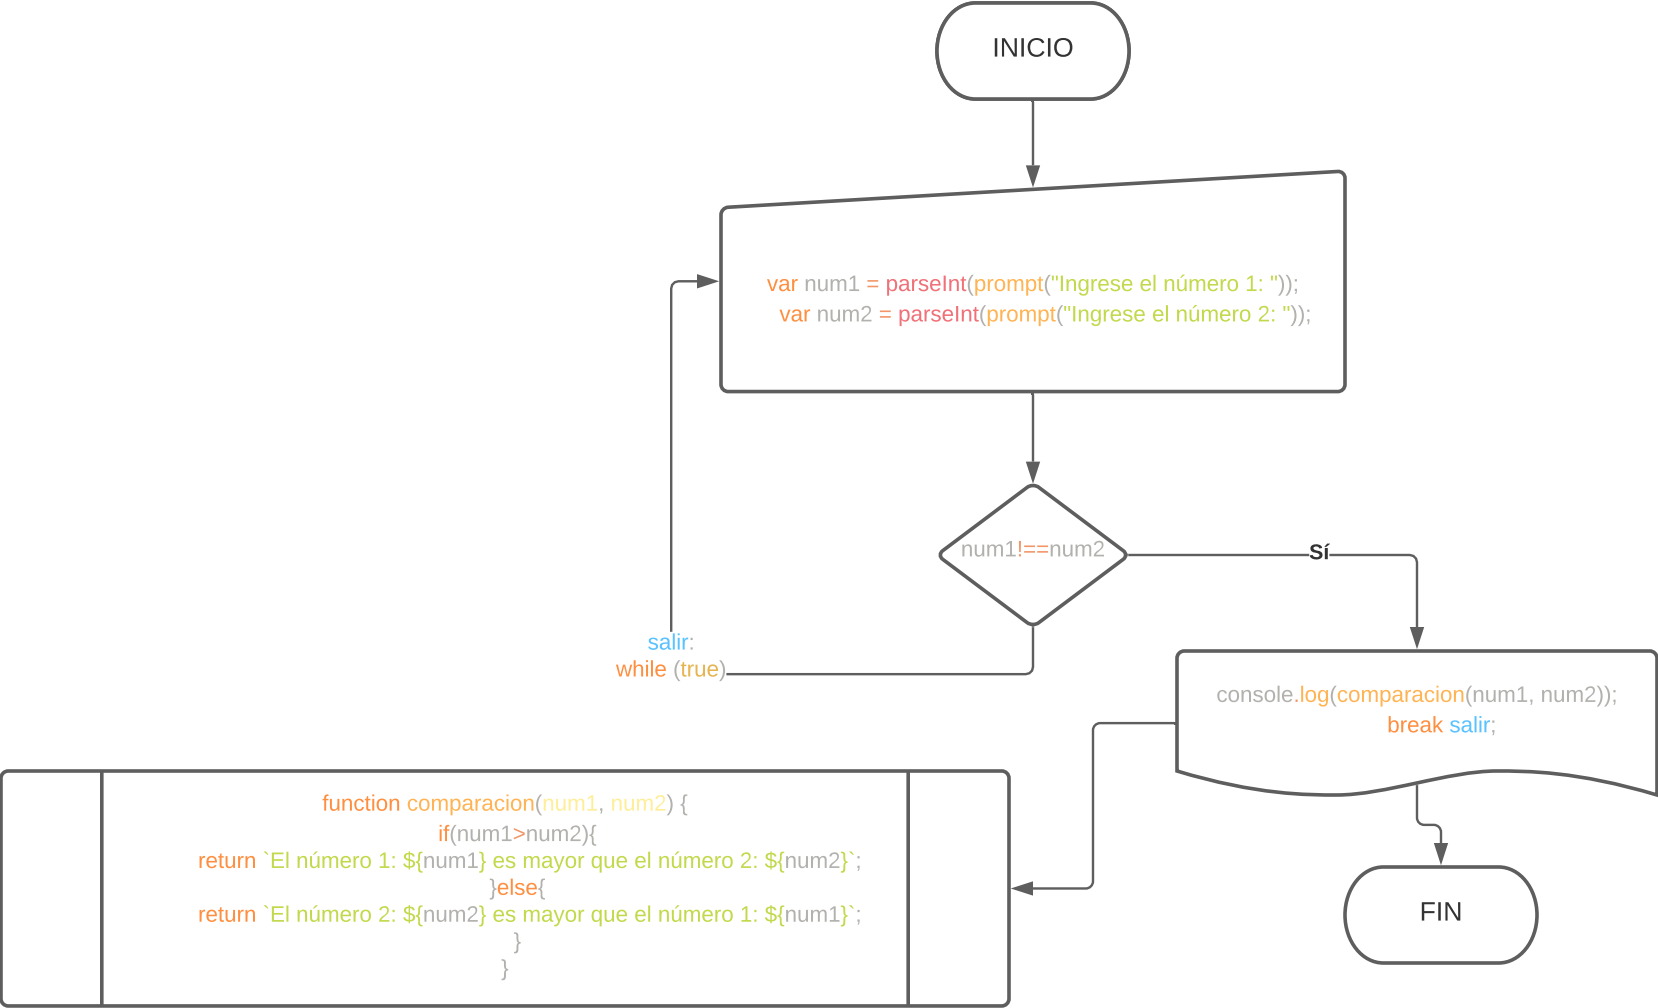 INICIO
var num1 = parseInt(prompt("Ingrese el número 1: "));
var num2 = parseInt(prompt("Ingrese el número 2: "));
num1!==num2
Sí
salir:
while (true)
console.log(comparacion(num1, num2));
break salir;
function comparacion(num1, num2) {
if(num1>num2){
return `El número 1: ${num1} es mayor que el número 2: ${num2}`;
}else{
return `El número 2: ${num2} es mayor que el número 1: ${num1}`;
}
}
FIN